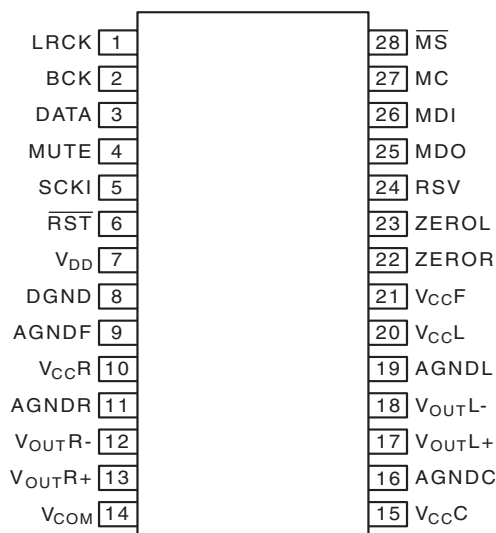 LRCK 1 28 M̅S̅
BCK 2 27 MC
DATA 3 26 MDI
MUTE 4 25 MDO
SCKI 5 24 RSV
R̅S̅T̅ 6 23 ZEROL
VDD 7 22 ZEROR
DGND 8 21 VCCF
AGNDF 9 20 VCCL
VCCR 10 19 AGNDL
AGNDR 11 18 VOUTL-
VOUTR- 12 17 VOUTL+
VOUTR+ 13 16 AGNDC
VCOM 14 15 VCCC